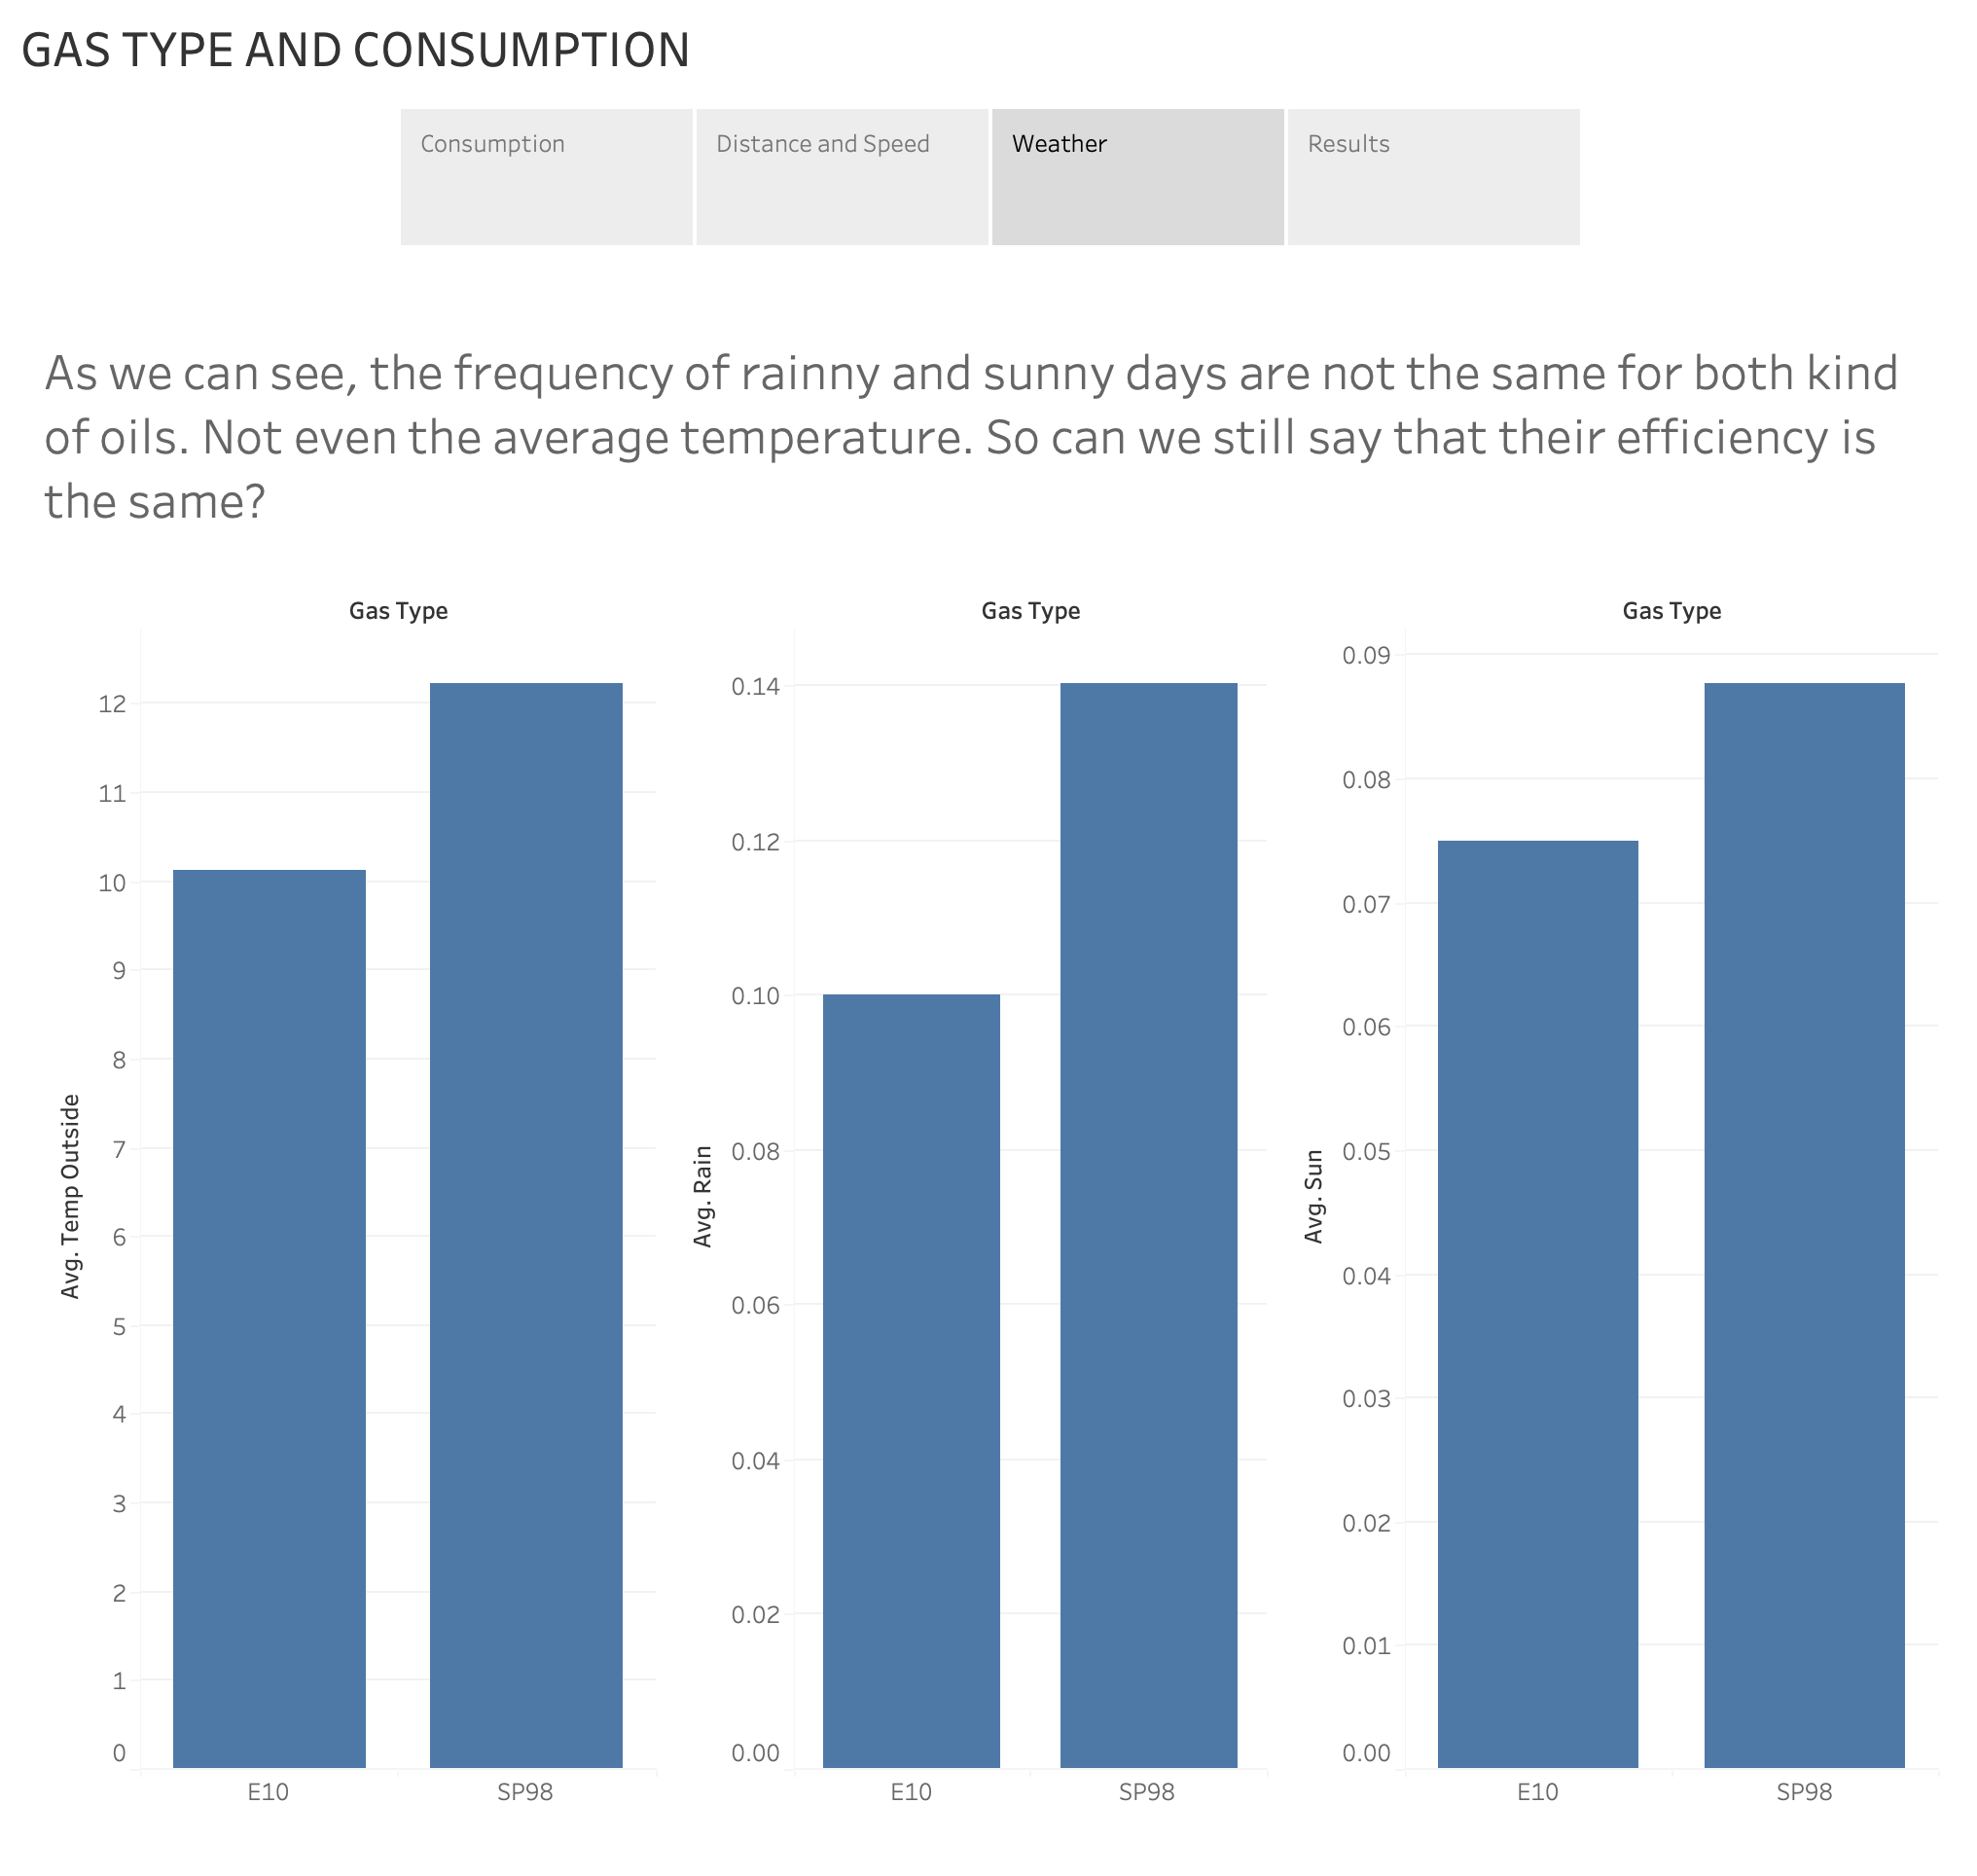 GAS TYPE AND CONSUMPTION
Consumption
Distance and Speed
Weather
Results
As we can see, the frequency of rainny and sunny days are not the same for both kind
of oils. Not even the average temperature. So can we still say that their efficiency is
the same?
Gas Type
Avg. Temp Outside
12
11
10
9
8
7
6
5
4
3
2
1
0
E10
SP98
Gas Type
Avg. Rain
0.14
0.12
0.10
0.08
0.06
0.04
0.02
0.00
E10
SP98
Gas Type
Avg. Sun
0.09
0.08
0.07
0.06
0.05
0.04
0.03
0.02
0.01
0.00
E10
SP98